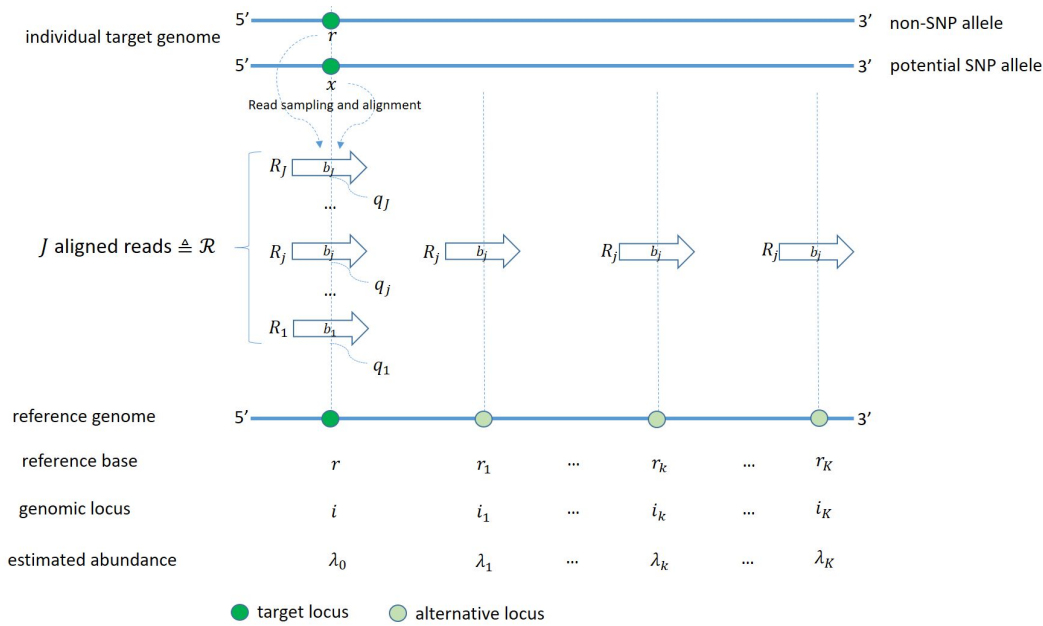 5’ 3’ non-SNP allele
individual target genome r
5’ 3’ potential SNP allele
x
Read sampling and alignment
R_J b_J
q_J
...
J aligned reads ≜ ℛ R_j b_j R_j b_j R_j b_j R_j b_j
q_j
...
R_1 b_1
q_1
reference genome 5’ 3’
reference base r r_1 ... r_k ... r_K
genomic locus i i_1 ... i_k ... i_K
estimated abundance λ_0 λ_1 ... λ_k ... λ_K
target locus alternative locus